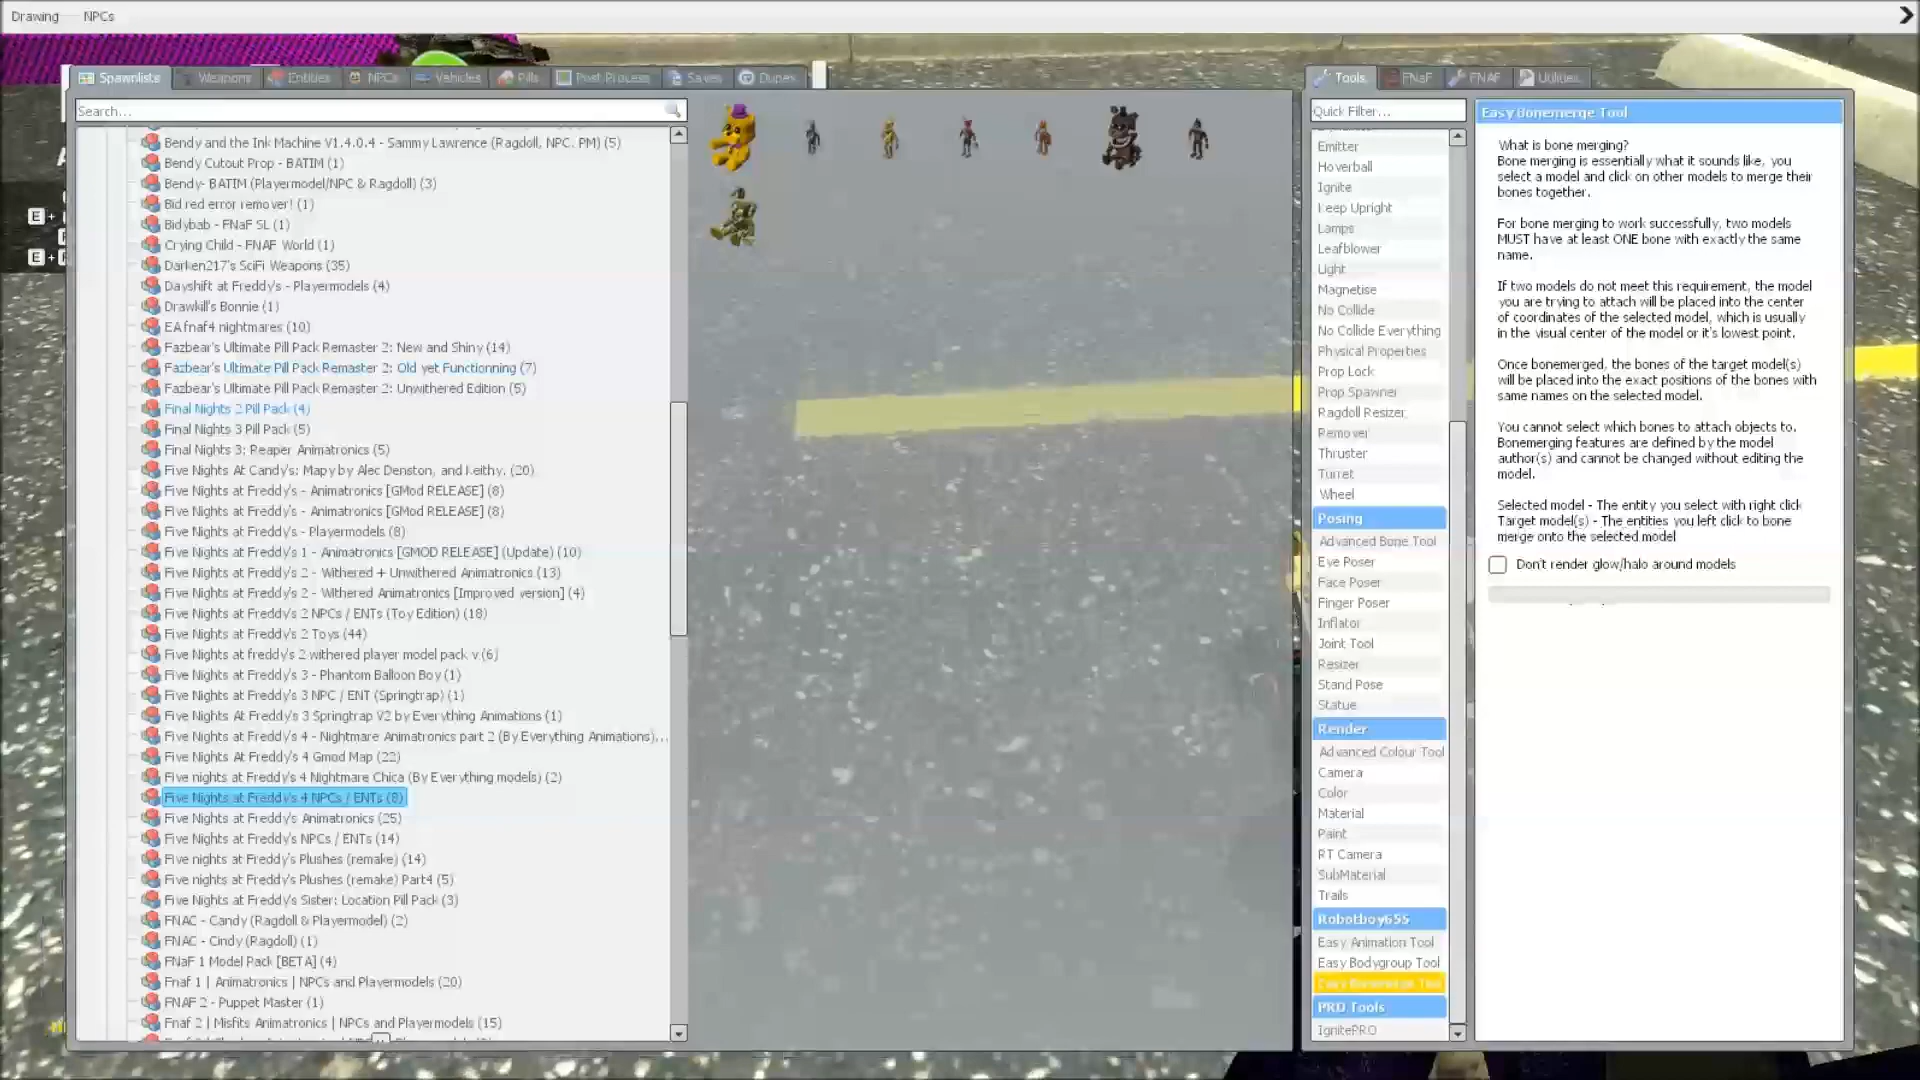 Drawing NPCs
Spawnlists Weapons Entities NPCs Vehicles Pills Post Process Saves Dupes
Search...
Bendy and the Ink Machine V1.4.0.4 - Sammy Lawrence (Ragdoll, NPC, PM) (5)
Bendy Cutout Prop - BATIM (1)
Bendy- BATIM (Playermodel/NPC & Ragdoll) (3)
Bid red error remover! (1)
Bidybab - FNaF SL (1)
Crying Child - FNAF World (1)
Darken217's SciFi Weapons (35)
Dayshift at Freddy's - Playermodels (4)
Drawkill's Bonnie (1)
EA fnaf4 nightmares (10)
Fazbear's Ultimate Pill Pack Remaster 2: New and Shiny (14)
Fazbear's Ultimate Pill Pack Remaster 2: Old yet Functionning (7)
Fazbear's Ultimate Pill Pack Remaster 2: Unwithered Edition (5)
Final Nights 2 Pill Pack (4)
Final Nights 3 Pill Pack (5)
Final Nights 3: Reaper Animatronics (5)
Five Nights At Candy's: Mapy by Alec Denston, and Keithy. (20)
Five Nights at Freddy's - Animatronics [GMod RELEASE] (8)
Five Nights at Freddy's - Animatronics [GMod RELEASE] (8)
Five Nights at Freddy's - Playermodels (8)
Five Nights at Freddy's 1 - Animatronics [GMOD RELEASE] (Update) (10)
Five Nights at Freddy's 2 - Withered + Unwithered Animatronics (13)
Five Nights at Freddy's 2 - Withered Animatronics [Improved version] (4)
Five Nights at Freddy's 2 NPCs / ENTs (Toy Edition) (18)
Five Nights at Freddy's 2 Toys (44)
Five Nights at freddy's 2 withered player model pack v (6)
Five Nights at Freddy's 3 - Phantom Balloon Boy (1)
Five Nights at Freddy's 3 NPC / ENT (Springtrap) (1)
Five Nights At Freddy's 3 Springtrap V2 by Everything Animations (1)
Five Nights at Freddy's 4 - Nightmare Animatronics part 2 (By Everything Animations)...
Five Nights At Freddy's 4 Gmod Map (22)
Five nights at Freddy's 4 Nightmare Chica (By Everything models) (2)
Five Nights at Freddy's 4 NPCs / ENTs (8)
Five Nights at Freddy's Animatronics (25)
Five Nights at Freddy's NPCs / ENTs (14)
Five nights at Freddy's Plushes (remake) (14)
Five nights at Freddy's Plushes (remake) Part4 (5)
Five Nights at Freddy's Sister: Location Pill Pack (3)
FNAC - Candy (Ragdoll & Playermodel) (2)
FNAC - Cindy (Ragdoll) (1)
FNaF 1 Model Pack [BETA] (4)
Fnaf 1 | Animatronics | NPCs and Playermodels (20)
FNAF 2 - Puppet Master (1)
Fnaf 2 | Misfits Animatronics | NPCs and Playermodels (15)
E +
E +
Tools FNaF FNAF Utilities
Quick Filter...
Emitter
Hoverball
Ignite
Keep Upright
Lamps
Leafblower
Light
Magnetise
No Collide
No Collide Everything
Physical Properties
Prop Lock
Prop Spawner
Ragdoll Resizer
Remover
Thruster
Turret
Wheel
Posing
Advanced Bone Tool
Eye Poser
Face Poser
Finger Poser
Inflator
Joint Tool
Resizer
Stand Pose
Statue
Render
Advanced Colour Tool
Camera
Color
Material
Paint
RT Camera
SubMaterial
Trails
Robotboy655
Easy Animation Tool
Easy Bodygroup Tool
Easy Bonemerge Tool
PRO Tools
IgnitePRO
Easy Bonemerge Tool
What is bone merging?
Bone merging is essentially what it sounds like, you
select a model and click on other models to merge their
bones together.
For bone merging to work successfully, two models
MUST have at least ONE bone with exactly the same
name.
If two models do not meet this requirement, the model
you are trying to attach will be placed into the center
of coordinates of the selected model, which is usually
in the visual center of the model or it's lowest point.
Once bonemerged, the bones of the target model(s)
will be placed into the exact positions of the bones with
same names on the selected model.
You cannot select which bones to attach objects to.
Bonemerging features are defined by the model
author(s) and cannot be changed without editing the
model.
Selected model - The entity you select with right click
Target model(s) - The entities you left click to bone
merge onto the selected model
Don't render glow/halo around models